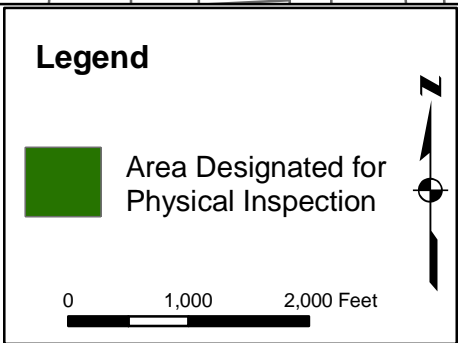 Legend
N
Area Designated for
Physical Inspection
0 1,000 2,000 Feet